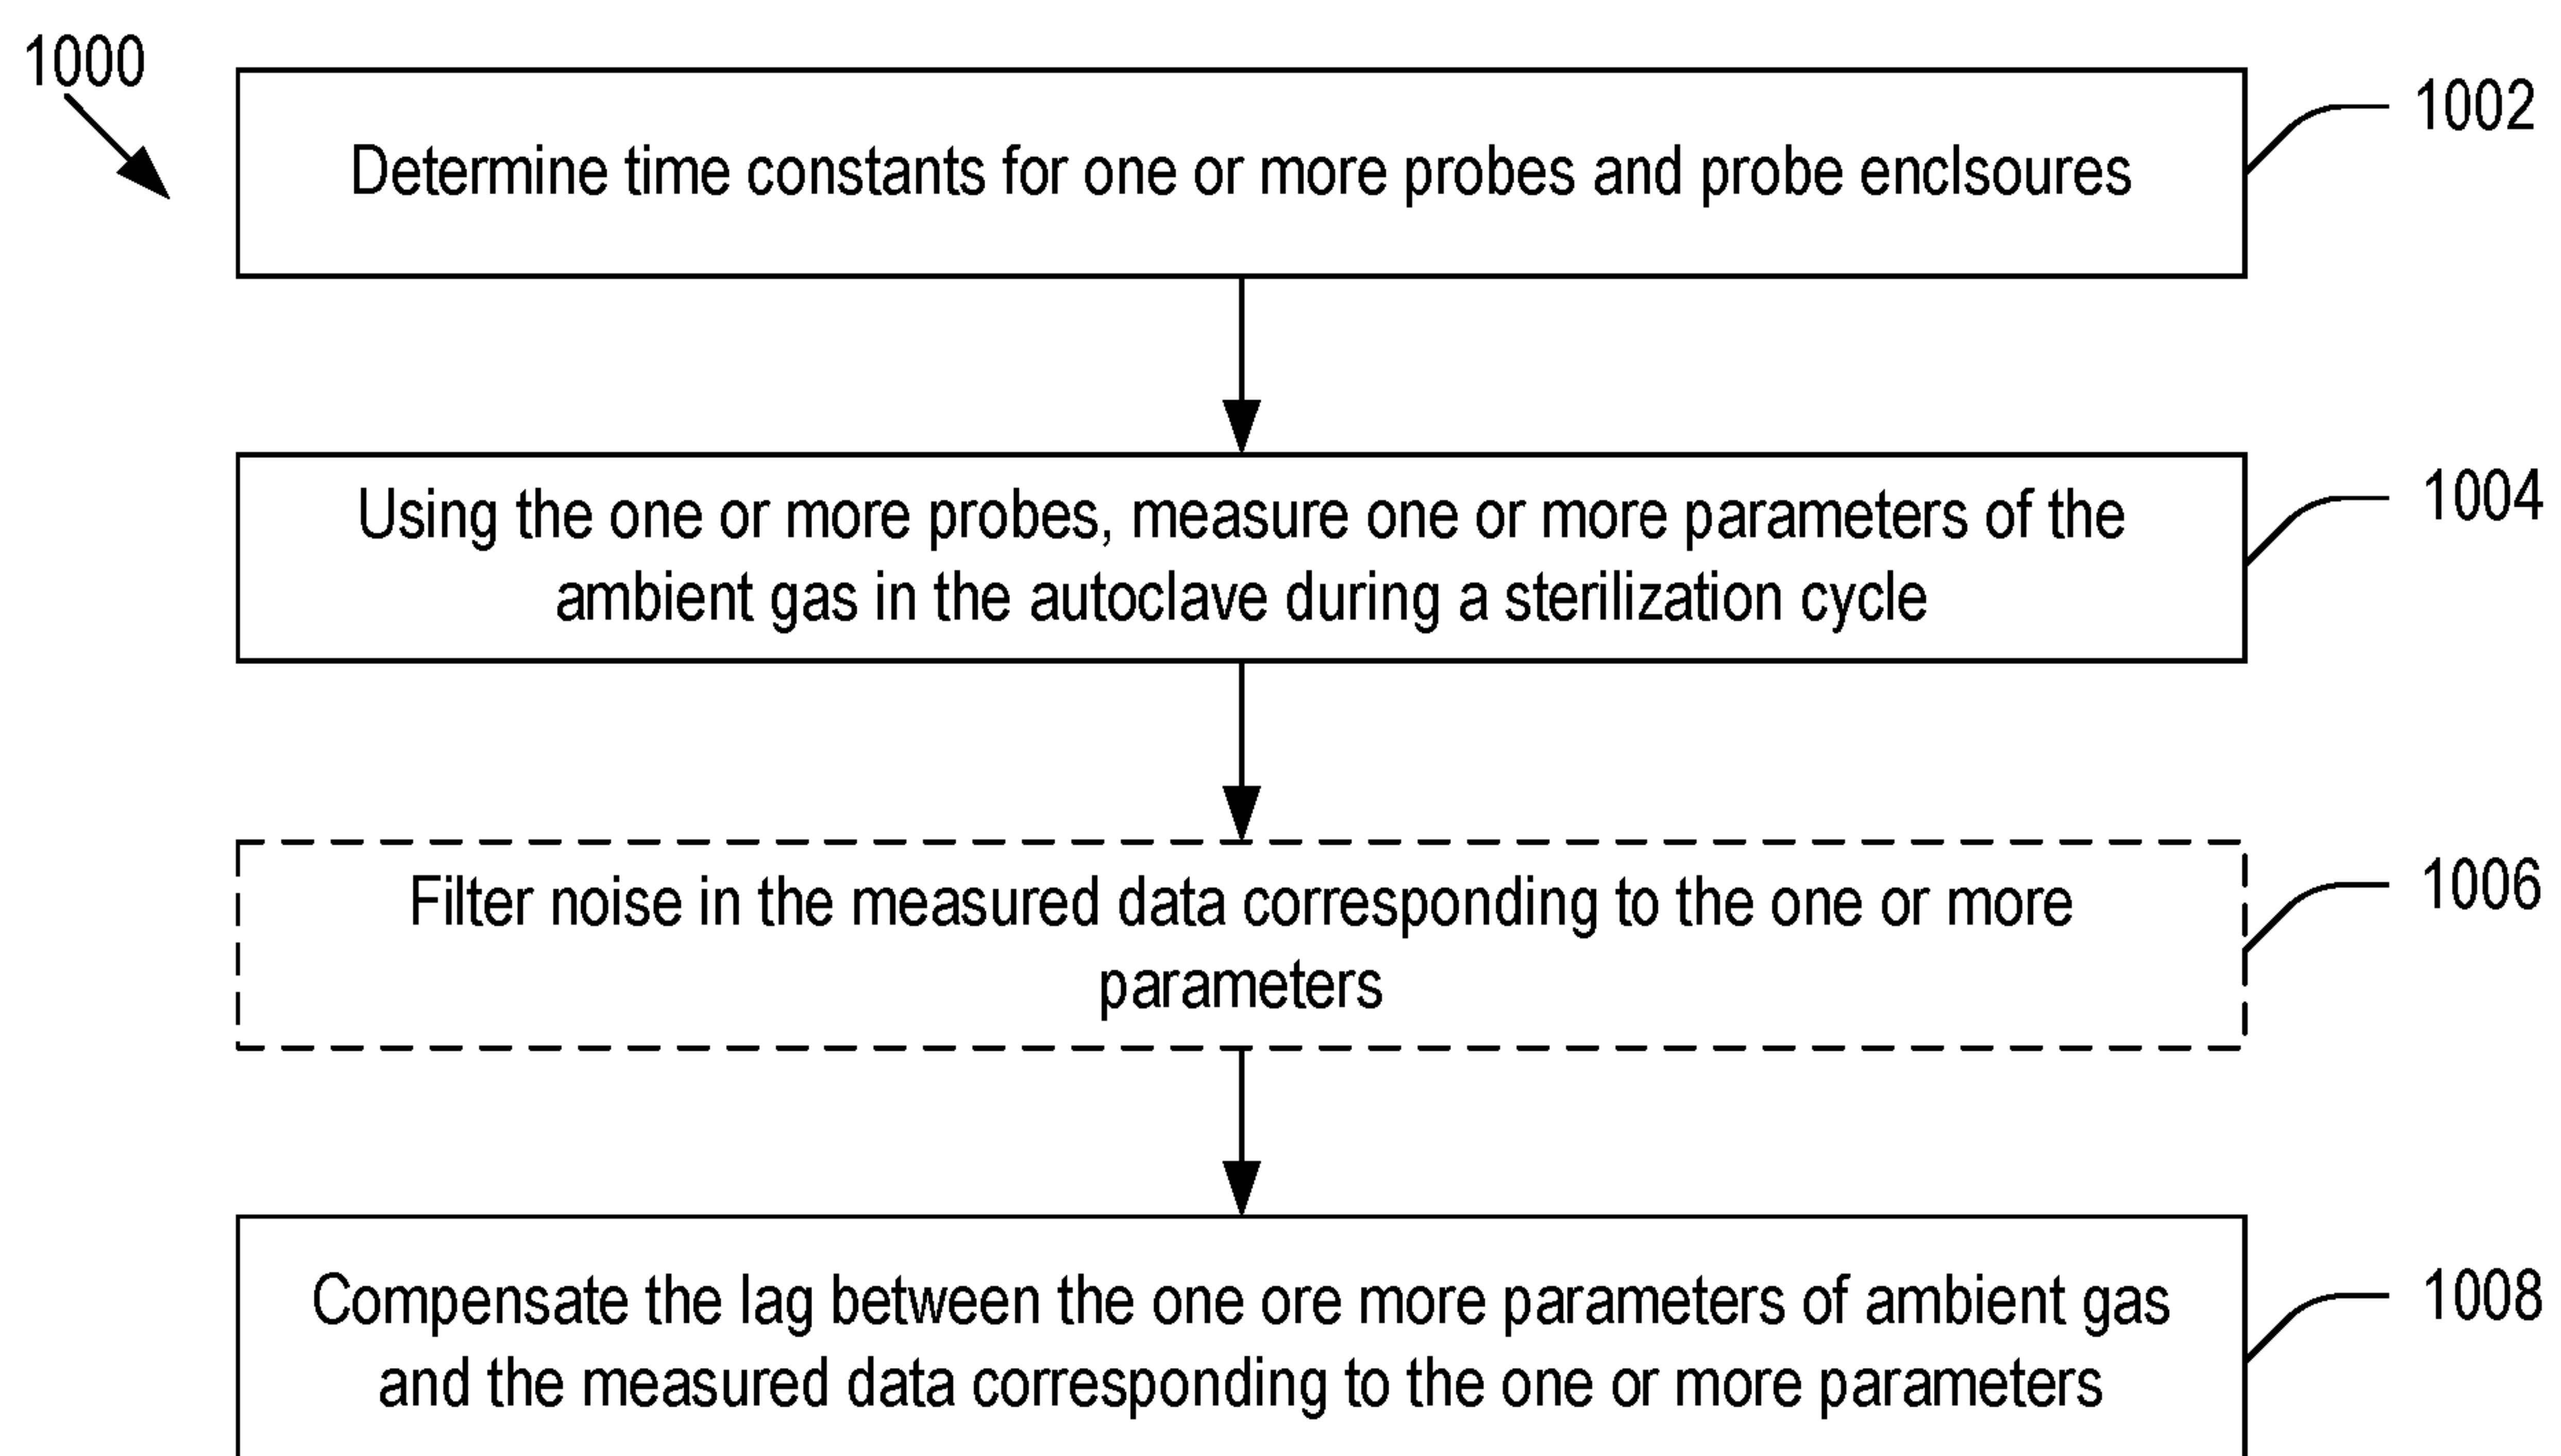 1000
1002
Determine time constants for one or more probes and probe enclsoures
1004
Using the one or more probes, measure one or more parameters of the
ambient gas in the autoclave during a sterilization cycle
1006
Filter noise in the measured data corresponding to the one or more
parameters
1008
Compensate the lag between the one ore more parameters of ambient gas
and the measured data corresponding to the one or more parameters